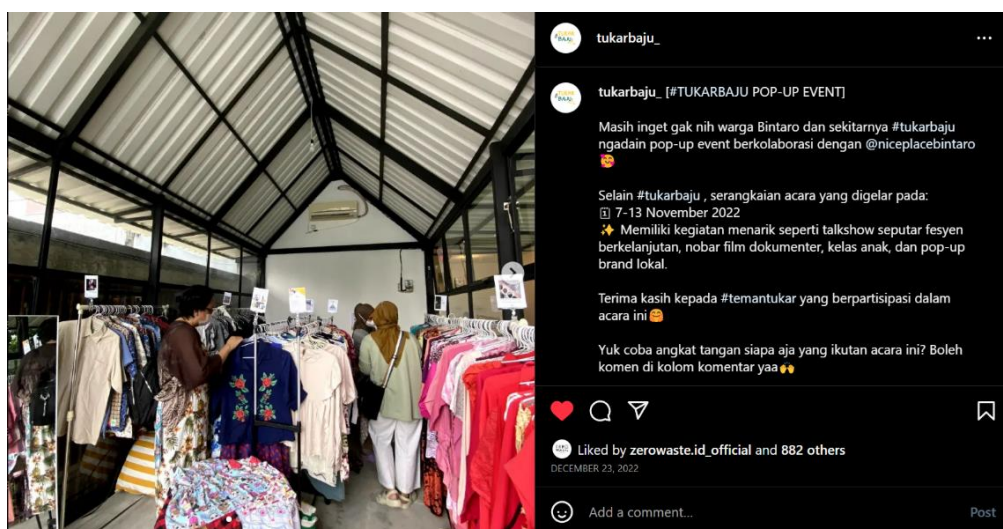 tukarbaju_
tukarbaju_ [#TUKARBAJU POP-UP EVENT]
Masih inget gak nih warga Bintaro dan sekitarnya #tukarbaju
ngadain pop-up event berkolaborasi dengan @niceplacebintaro
🥰
Selain #tukarbaju , serangkaian acara yang digelar pada:
🗓 7-13 November 2022
✨ Memiliki kegiatan menarik seperti talkshow seputar fesyen
berkelanjutan, nobar film dokumenter, kelas anak, dan pop-up
brand lokal.
Terima kasih kepada #temantukar yang berpartisipasi dalam
acara ini 🤗
Yuk coba angkat tangan siapa aja yang ikutan acara ini? Boleh
komen di kolom komentar yaa🙌
Liked by zerowaste.id_official and 882 others
DECEMBER 23, 2022
Add a comment...
Post